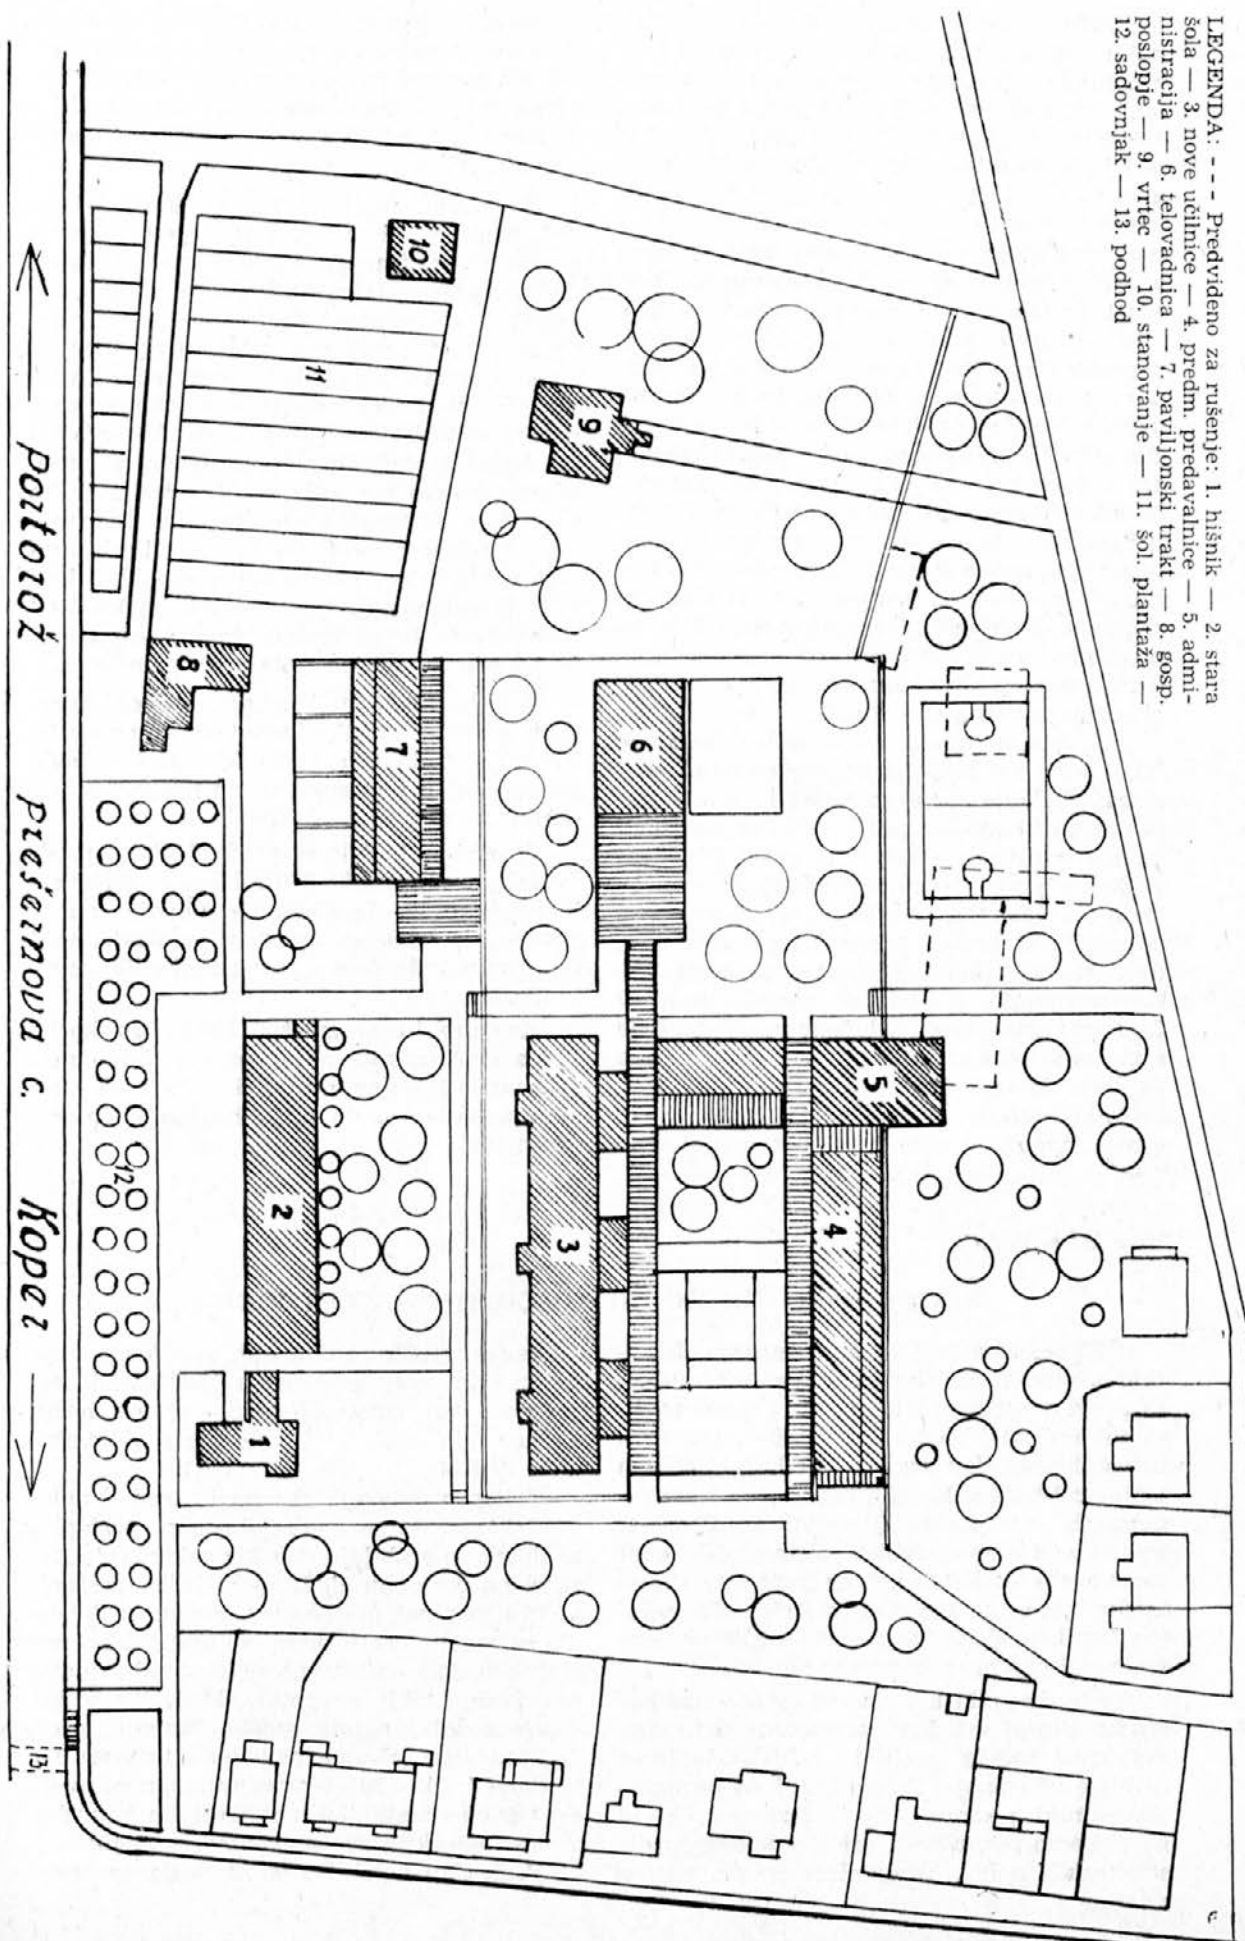 LEGENDA: - - - Predvideno za rušenje: 1. hišnik — 2. stara
šola — 3. nove učilnice — 4. predm. predavalnice — 5. admi-
nistracija — 6. telovadnica — 7. paviljonski trakt — 8. gosp.
poslopje — 9. vrtec — 10. stanovanje — 11. šol. plantaža —
12. sadovnjak — 13. podhod
10
11
9
8
7
6
5
4
3
2
1
12
13
Portorož
Prešernova c.
Koper